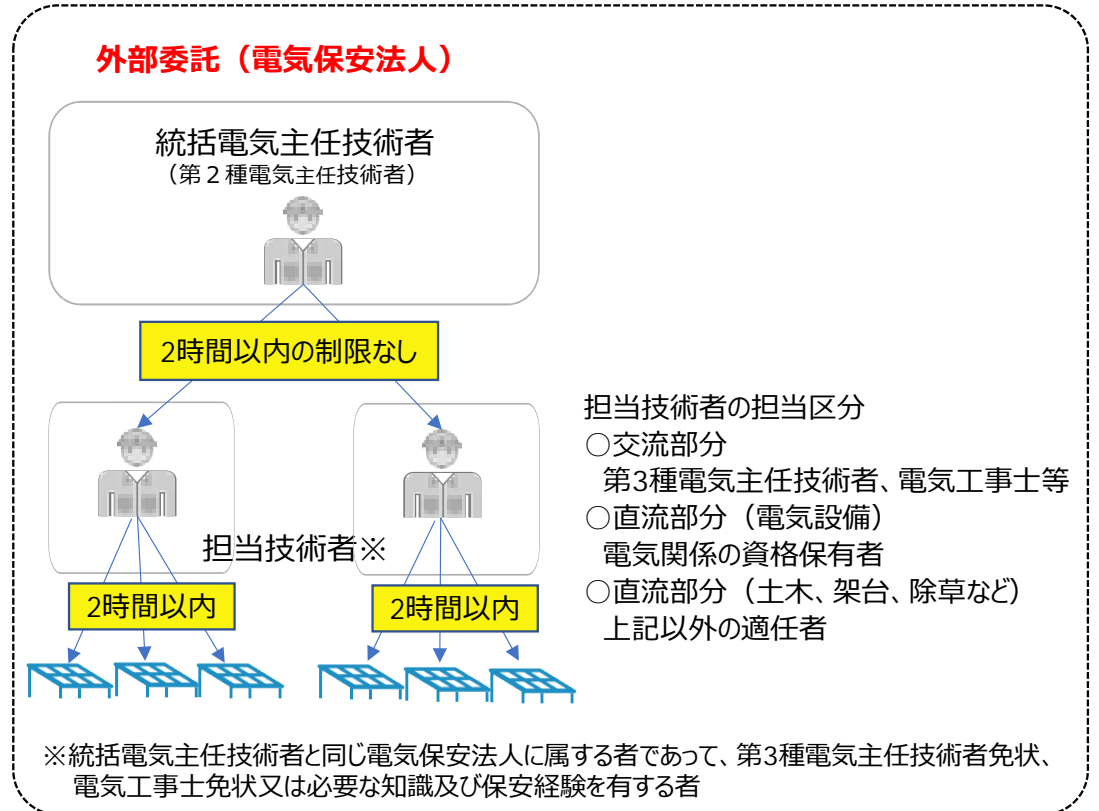 外部委託（電気保安法人）
統括電気主任技術者
（第２種電気主任技術者）
2時間以内の制限なし
担当技術者※
2時間以内
2時間以内
担当技術者の担当区分
○交流部分
第3種電気主任技術者、電気工事士等
○直流部分（電気設備）
電気関係の資格保有者
○直流部分（土木、架台、除草など）
上記以外の適任者
※統括電気主任技術者と同じ電気保安法人に属する者であって、第3種電気主任技術者免状、
電気工事士免状又は必要な知識及び保安経験を有する者